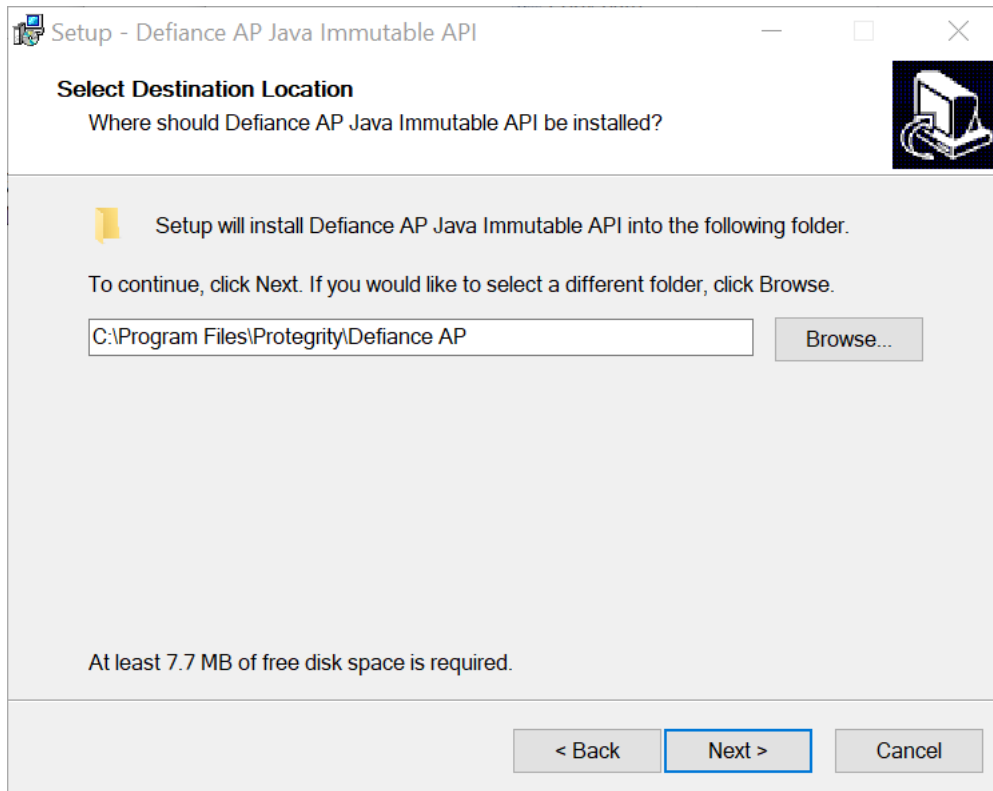 Setup - Defiance AP Java Immutable API
Select Destination Location
Where should Defiance AP Java Immutable API be installed?
Setup will install Defiance AP Java Immutable API into the following folder.
To continue, click Next. If you would like to select a different folder, click Browse.
C:\Program Files\Protegrity\Defiance AP
Browse...
At least 7.7 MB of free disk space is required.
< Back
Next >
Cancel